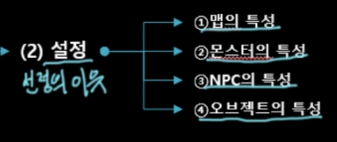 (2) 설정
선정의 이유
①맵의 특성
②몬스터의 특성
③NPC의 특성
④오브젝트의 특성